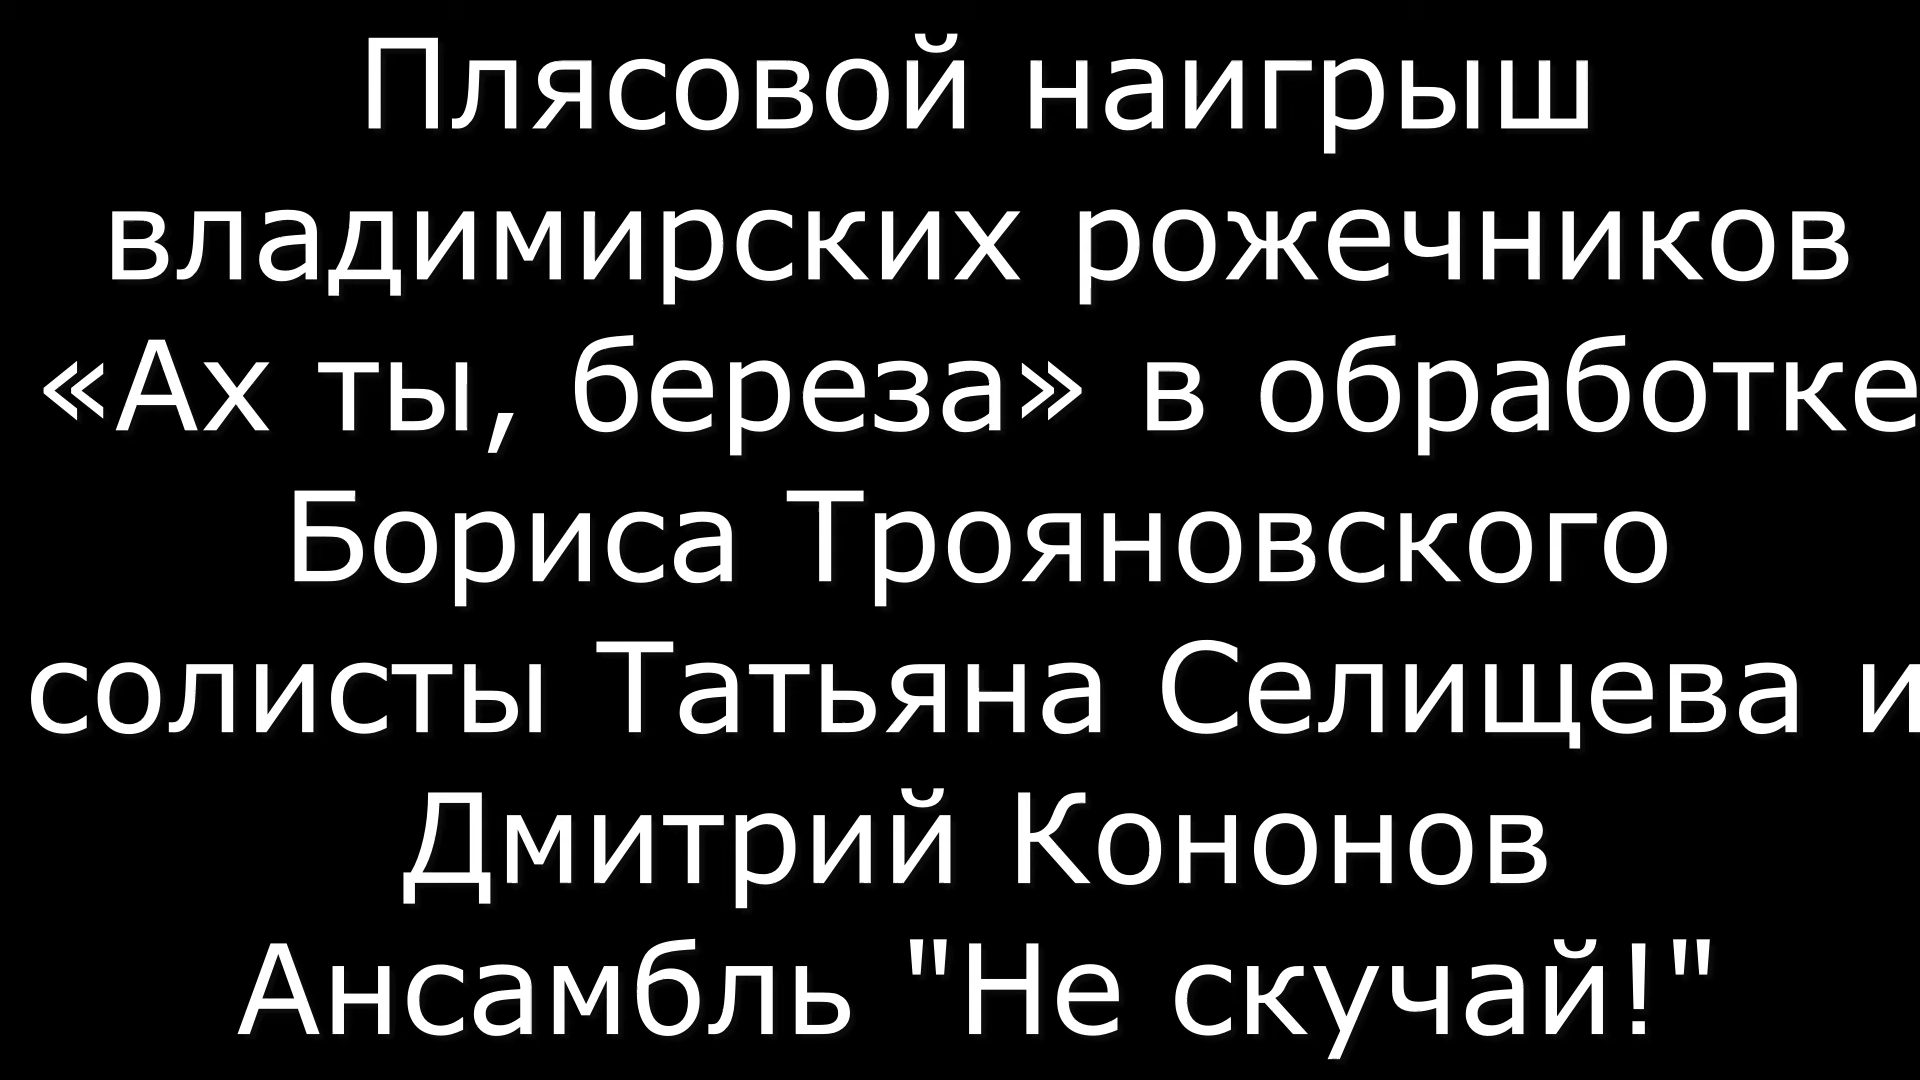 Плясовой наигрыш
владимирских рожечников
«Ах ты, береза» в обработке
Бориса Трояновского
солисты Татьяна Селищева и
Дмитрий Кононов
Ансамбль "Не скучай!"